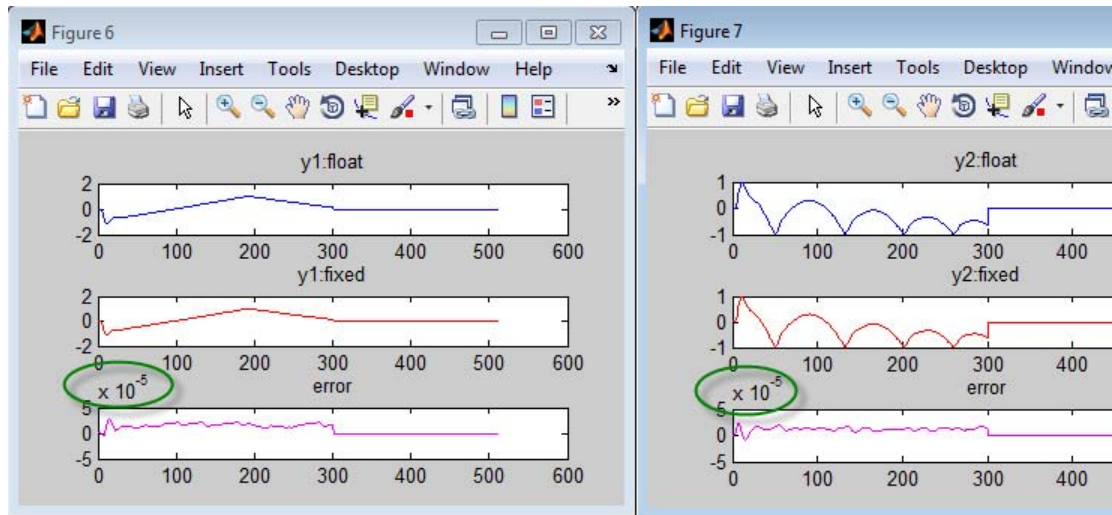 Figure 6
File Edit View Insert Tools Desktop Window Help
y1:float
2
0
-2
0 100 200 300 400 500 600
y1:fixed
2
0
-2
0 100 200 300 400 500 600
x 10^-5
error
5
0
-5
0 100 200 300 400 500 600
Figure 7
File Edit View Insert Tools Desktop Window
y2:float
1
0
-1
0 100 200 300 400
y2:fixed
1
0
-1
0 100 200 300 400
x 10^-5
error
5
0
-5
0 100 200 300 400